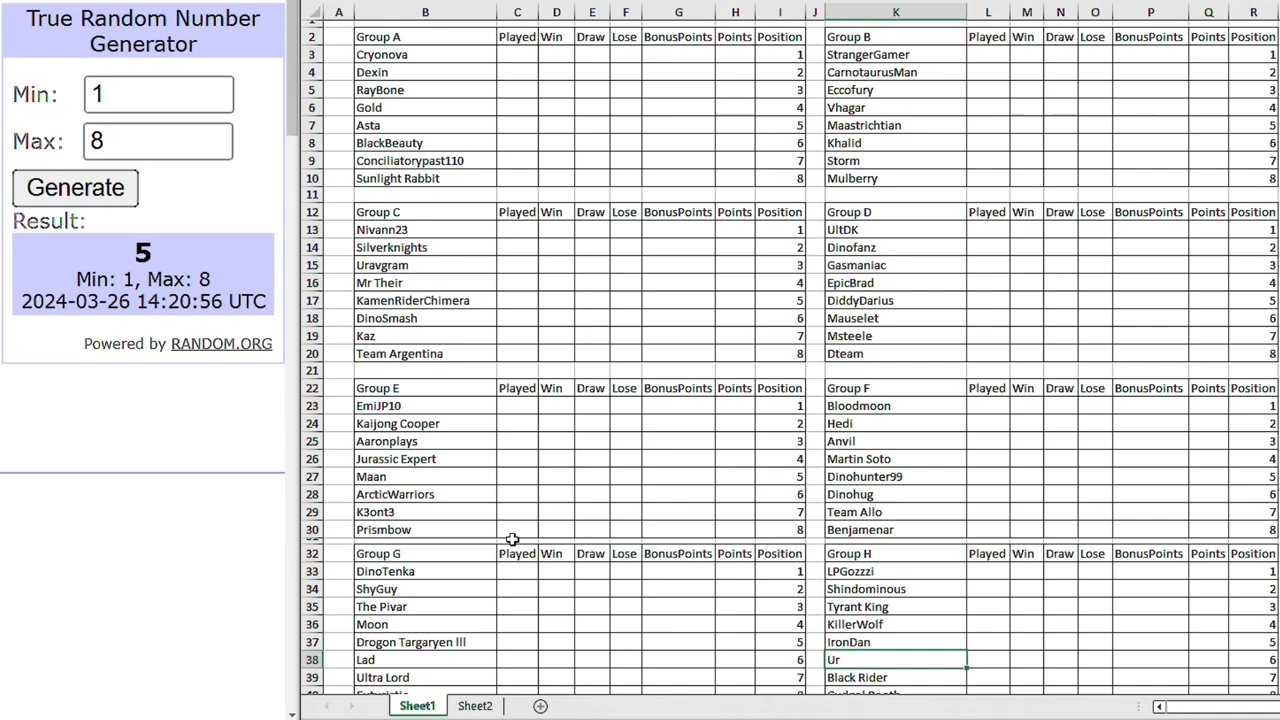 True Random Number
Generator
Min: 1
Max: 8
Generate
Result:
5
Min: 1, Max: 8
2024-03-26 14:20:56 UTC
Powered by RANDOM.ORG
A B C D E F G H I J K L M N O P Q R
2 Group A Played Win Draw Lose BonusPoints Points Position Group B Played Win Draw Lose BonusPoints Points Position
3 Cryonova 1 StrangerGamer 1
4 Dexin 2 CarnotaurusMan 2
5 RayBone 3 Eccofury 3
6 Gold 4 Vhagar 4
7 Asta 5 Maastrichtian 5
8 BlackBeauty 6 Khalid 6
9 Conciliatorypast110 7 Storm 7
10 Sunlight Rabbit 8 Mulberry 8
11
12 Group C Played Win Draw Lose BonusPoints Points Position Group D Played Win Draw Lose BonusPoints Points Position
13 Nivann23 1 UltDK 1
14 Silverknights 2 Dinofanz 2
15 Uravgram 3 Gasmaniac 3
16 Mr Their 4 EpicBrad 4
17 KamenRiderChimera 5 DiddyDarius 5
18 DinoSmash 6 Mauselet 6
19 Kaz 7 Msteele 7
20 Team Argentina 8 Dteam 8
21
22 Group E Played Win Draw Lose BonusPoints Points Position Group F Played Win Draw Lose BonusPoints Points Position
23 EmiJP10 1 Bloodmoon 1
24 Kaijong Cooper 2 Hedi 2
25 Aaronplays 3 Anvil 3
26 Jurassic Expert 4 Martin Soto 4
27 Maan 5 Dinohunter99 5
28 ArcticWarriors 6 Dinohug 6
29 K3ont3 7 Team Allo 7
30 Prismbow 8 Benjamenar 8
32 Group G Played Win Draw Lose BonusPoints Points Position Group H Played Win Draw Lose BonusPoints Points Position
33 DinoTenka 1 LPGozzzi 1
34 ShyGuy 2 Shindominous 2
35 The Pivar 3 Tyrant King 3
36 Moon 4 KillerWolf 4
37 Drogon Targaryen lll 5 IronDan 5
38 Lad 6 Ur 6
39 Ultra Lord 7 Black Rider 7
Sheet1 Sheet2